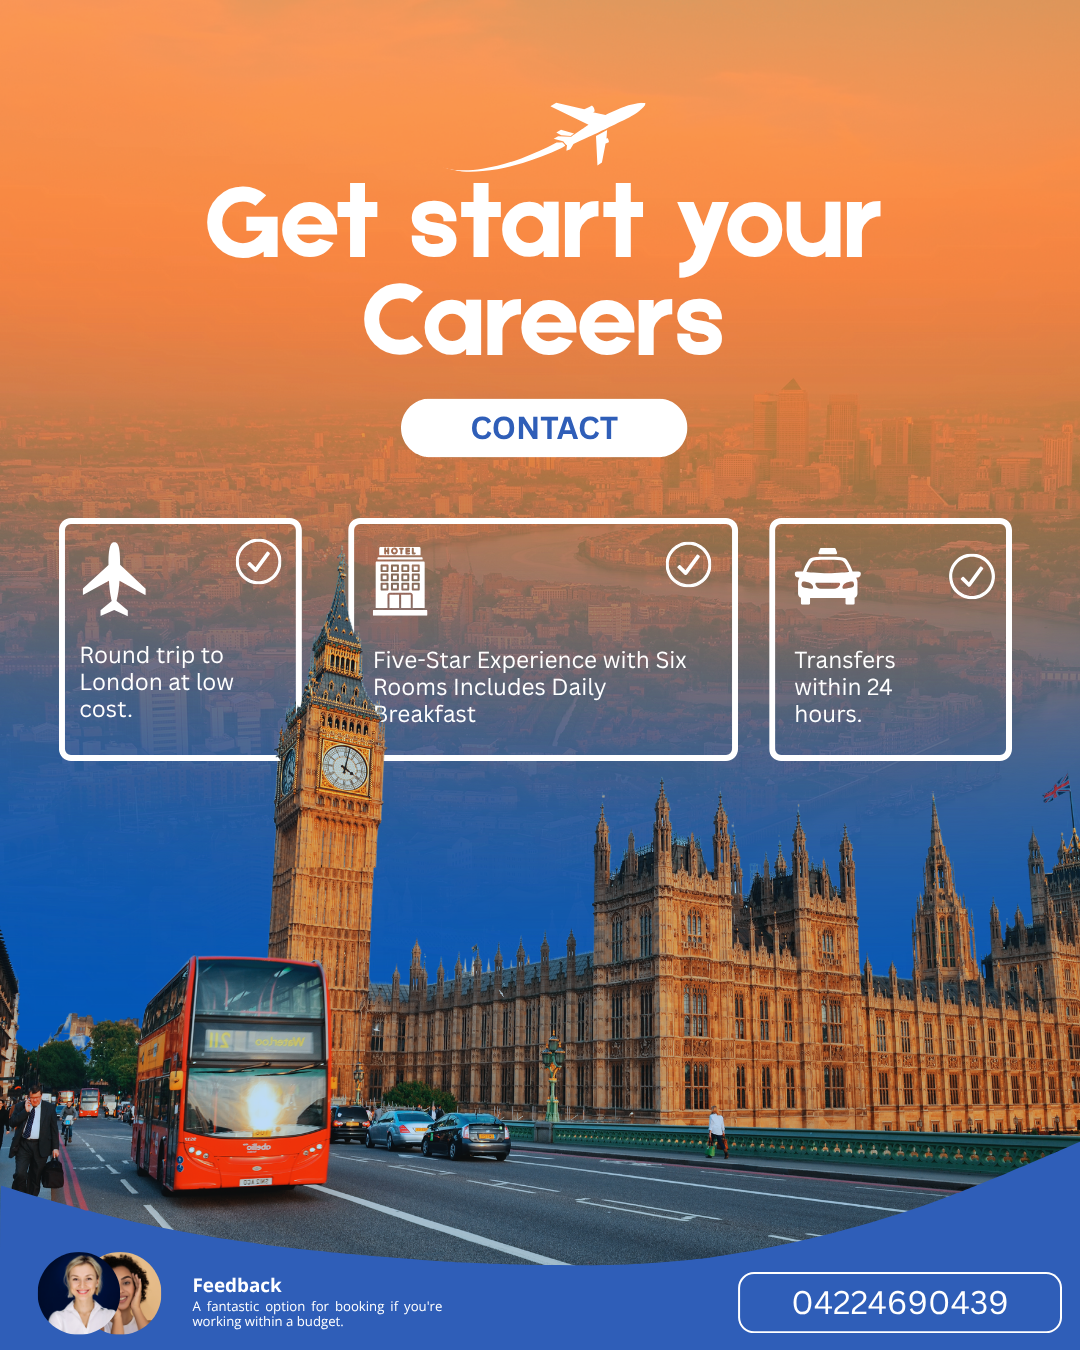 Get start your
Careers
CONTACT
Round trip to
London at low
cost.
HOTEL
Five-Star Experience with Six
Rooms Includes Daily
Breakfast
Transfers
within 24
hours.
Feedback
A fantastic option for booking if you're
working within a budget.
04224690439